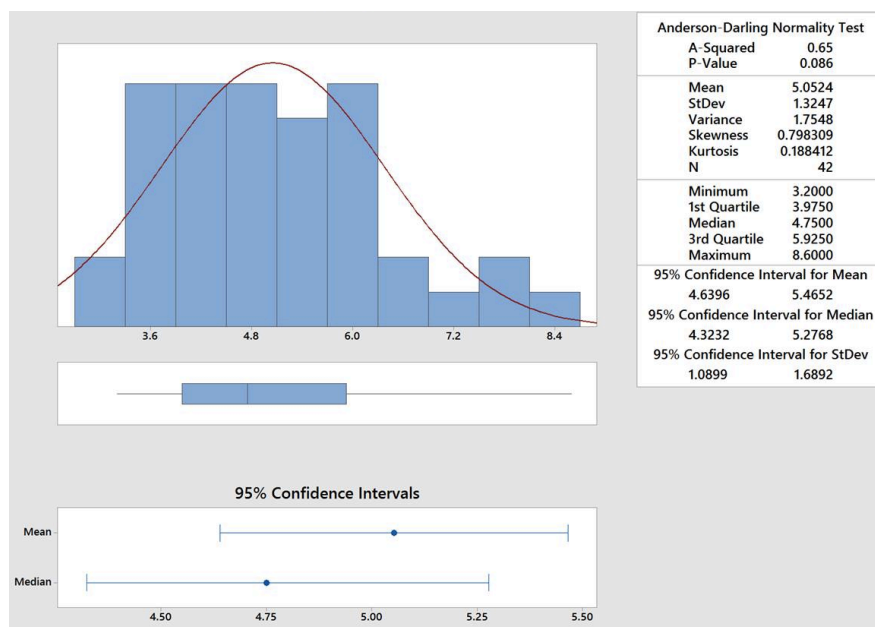 3.6 4.8 6.0 7.2 8.4
95% Confidence Intervals
Mean
Median
4.50 4.75 5.00 5.25 5.50
Anderson-Darling Normality Test
A-Squared 0.65
P-Value 0.086
Mean 5.0524
StDev 1.3247
Variance 1.7548
Skewness 0.798309
Kurtosis 0.188412
N 42
Minimum 3.2000
1st Quartile 3.9750
Median 4.7500
3rd Quartile 5.9250
Maximum 8.6000
95% Confidence Interval for Mean
4.6396 5.4652
95% Confidence Interval for Median
4.3232 5.2768
95% Confidence Interval for StDev
1.0899 1.6892